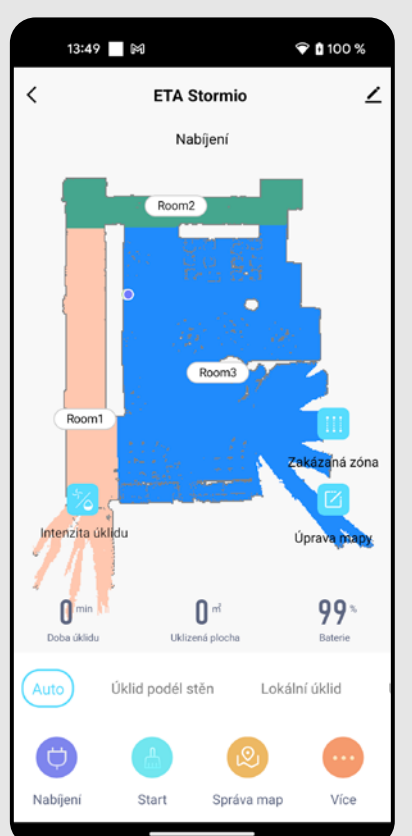 13:49
100 %
ETA Stormio
Nabíjení
Room2
Room3
Room1
Zakázaná zóna
Intenzita úklidu
Úprava mapy
0 min
0 ㎡
99 %
Doba úklidu
Uklizená plocha
Baterie
Auto
Úklid podél stěn
Lokální úklid
Nabíjení
Start
Správa map
Více